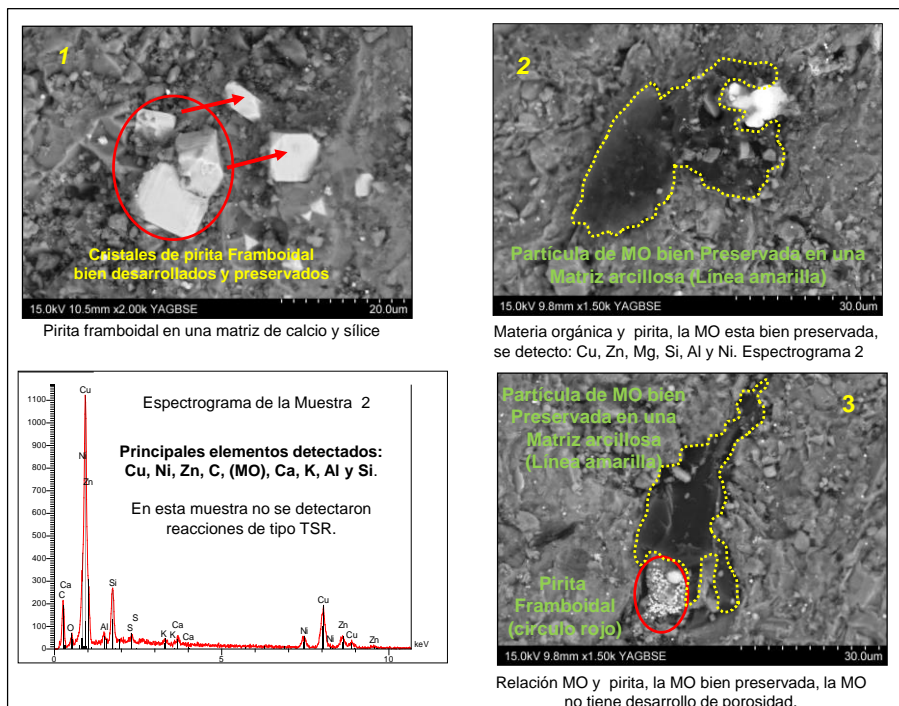 1
Cristales de pirita Framboidal
bien desarrollados y preservados
15.0kV 10.5mm x2.00k YAGBSE
20.0um
Pirita framboidal en una matriz de calcio y sílice
2
Partícula de MO bien Preservada en una
Matriz arcillosa (Línea amarilla)
15.0kV 9.8mm x1.50k YAGBSE
30.0um
Materia orgánica y pirita, la MO esta bien preservada,
se detecto: Cu, Zn, Mg, Si, Al y Ni. Espectrograma 2
Espectrograma de la Muestra 2
Principales elementos detectados:
Cu, Ni, Zn, C, (MO), Ca, K, Al y Si.
En esta muestra no se detectaron
reacciones de tipo TSR.
1100
1000
900
800
700
600
500
400
300
200
100
0
Cu
Ni
Zn
Ca
C
O
Al
Si
S
S
K
K
Ca
Ca
Ni
Cu
Ni
Zn
Cu
Zn
0
5
10
keV
3
Partícula de MO bien
Preservada en una
Matriz arcillosa
(Línea amarilla)
Pirita
Framboidal
(circulo rojo)
15.0kV 9.8mm x1.50k YAGBSE
30.0um
Relación MO y pirita, la MO bien preservada, la MO
no tiene desarrollo de porosidad.